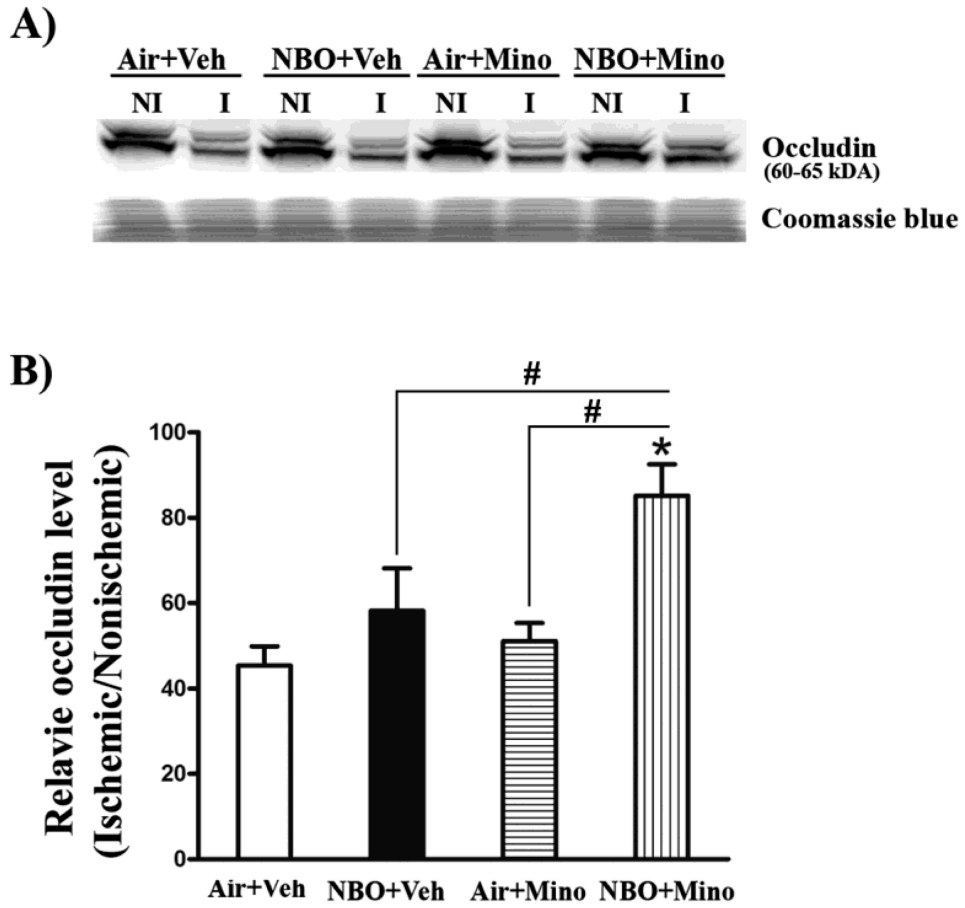 A)
Air+Veh NBO+Veh Air+Mino NBO+Mino
NI I NI I NI I NI I
Occludin
(60-65 kDA)
Coomassie blue
B)
#
#
*
100
80
60
40
20
0
Relavie occludin level
(Ischemic/Nonischemic)
Air+Veh NBO+Veh Air+Mino NBO+Mino